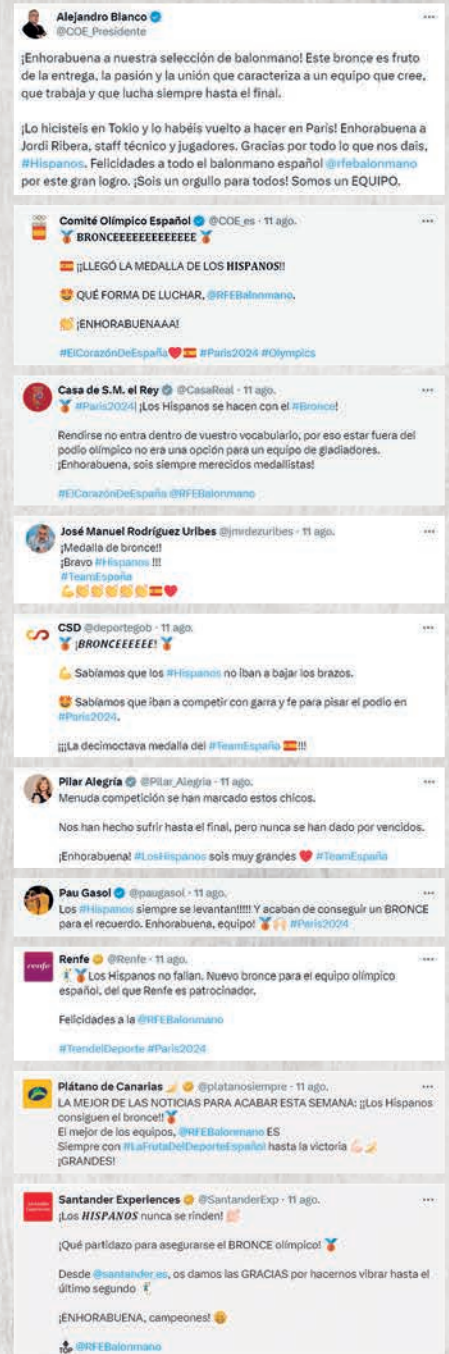 Alejandro Blanco
@COE_Presidente
¡Enhorabuena a nuestra selección de balonmano! Este bronce es fruto
de la entrega, la pasión y la unión que caracteriza a un equipo que cree,
que trabaja y que lucha siempre hasta el final.
¡Lo hicisteis en Tokio y lo habéis vuelto a hacer en París! Enhorabuena a
Jordi Ribera, staff técnico y jugadores. Gracias por todo lo que nos dais,
#Hispanos. Felicidades a todo el balonmano español @rfebalonmano
por este gran logro. ¡Sois un orgullo para todos! Somos un EQUIPO.
Comité Olímpico Español @COE_es · 11 ago.
🥉 BRONCEEEEEEEEEEEEE 🥉
🇪🇸 ¡¡LLEGÓ LA MEDALLA DE LOS HISPANOS!!
🤩 QUÉ FORMA DE LUCHAR, @RFEBalonmano.
👏 ¡ENHORABUENAAA!
#ElCorazónDeEspaña❤️🇪🇸 #Paris2024 #Olympics
Casa de S.M. el Rey @CasaReal · 11 ago.
🥉 #Paris2024| ¡Los Hispanos se hacen con el #Bronce!
Rendirse no entra dentro de vuestro vocabulario, por eso estar fuera del
podio olímpico no era una opción para un equipo de gladiadores.
¡Enhorabuena, sois siempre merecidos medallistas!
#ElCorazónDeEspaña @RFEBalonmano
José Manuel Rodríguez Uribes @jmrdezuribes · 11 ago.
¡Medalla de bronce!!
¡Bravo #Hispanos !!!
#TeamEspaña
💪👏👏👏👏👏🇪🇸❤️
CSD @deportegob · 11 ago.
🥉 ¡BRONCEEEEEE! 🥉
💪 Sabíamos que los #Hispanos no iban a bajar los brazos.
🤩 Sabíamos que iban a competir con garra y fe para pisar el podio en
#Paris2024.
¡¡¡La decimoctava medalla del #TeamEspaña 🇪🇸!!!
Pilar Alegría @Pilar_Alegria · 11 ago.
Menuda competición se han marcado estos chicos.
Nos han hecho sufrir hasta el final, pero nunca se han dado por vencidos.
¡Enhorabuena! #LosHispanos sois muy grandes ❤️ #TeamEspaña
Pau Gasol @paugasol · 11 ago.
Los #Hispanos siempre se levantan!!!!! Y acaban de conseguir un BRONCE
para el recuerdo. Enhorabuena, equipo! 🥉🙌 #Paris2024
renfe
Renfe @Renfe · 11 ago.
🤾🥉Los Hispanos no fallan. Nuevo bronce para el equipo olímpico
español, del que Renfe es patrocinador.
Felicidades a la @RFEBalonmano
#TrendelDeporte #Paris2024
Plátano de Canarias @platanosiempre · 11 ago.
LA MEJOR DE LAS NOTICIAS PARA ACABAR ESTA SEMANA: ¡¡Los Hispanos
consiguen el bronce!!🥉
El mejor de los equipos, @RFEBalonmano ES
Siempre con #LaFrutaDelDeporteEspañol hasta la victoria 💪🍌
¡GRANDES!
Santander Experiences @SantanderExp · 11 ago.
¡Los HISPANOS nunca se rinden! 💯
¡Qué partidazo para asegurarse el BRONCE olímpico! 🥉
Desde @santander_es, os damos las GRACIAS por hacernos vibrar hasta el
último segundo 🤾
¡ENHORABUENA, campeones!
🔝 @RFEBalonmano